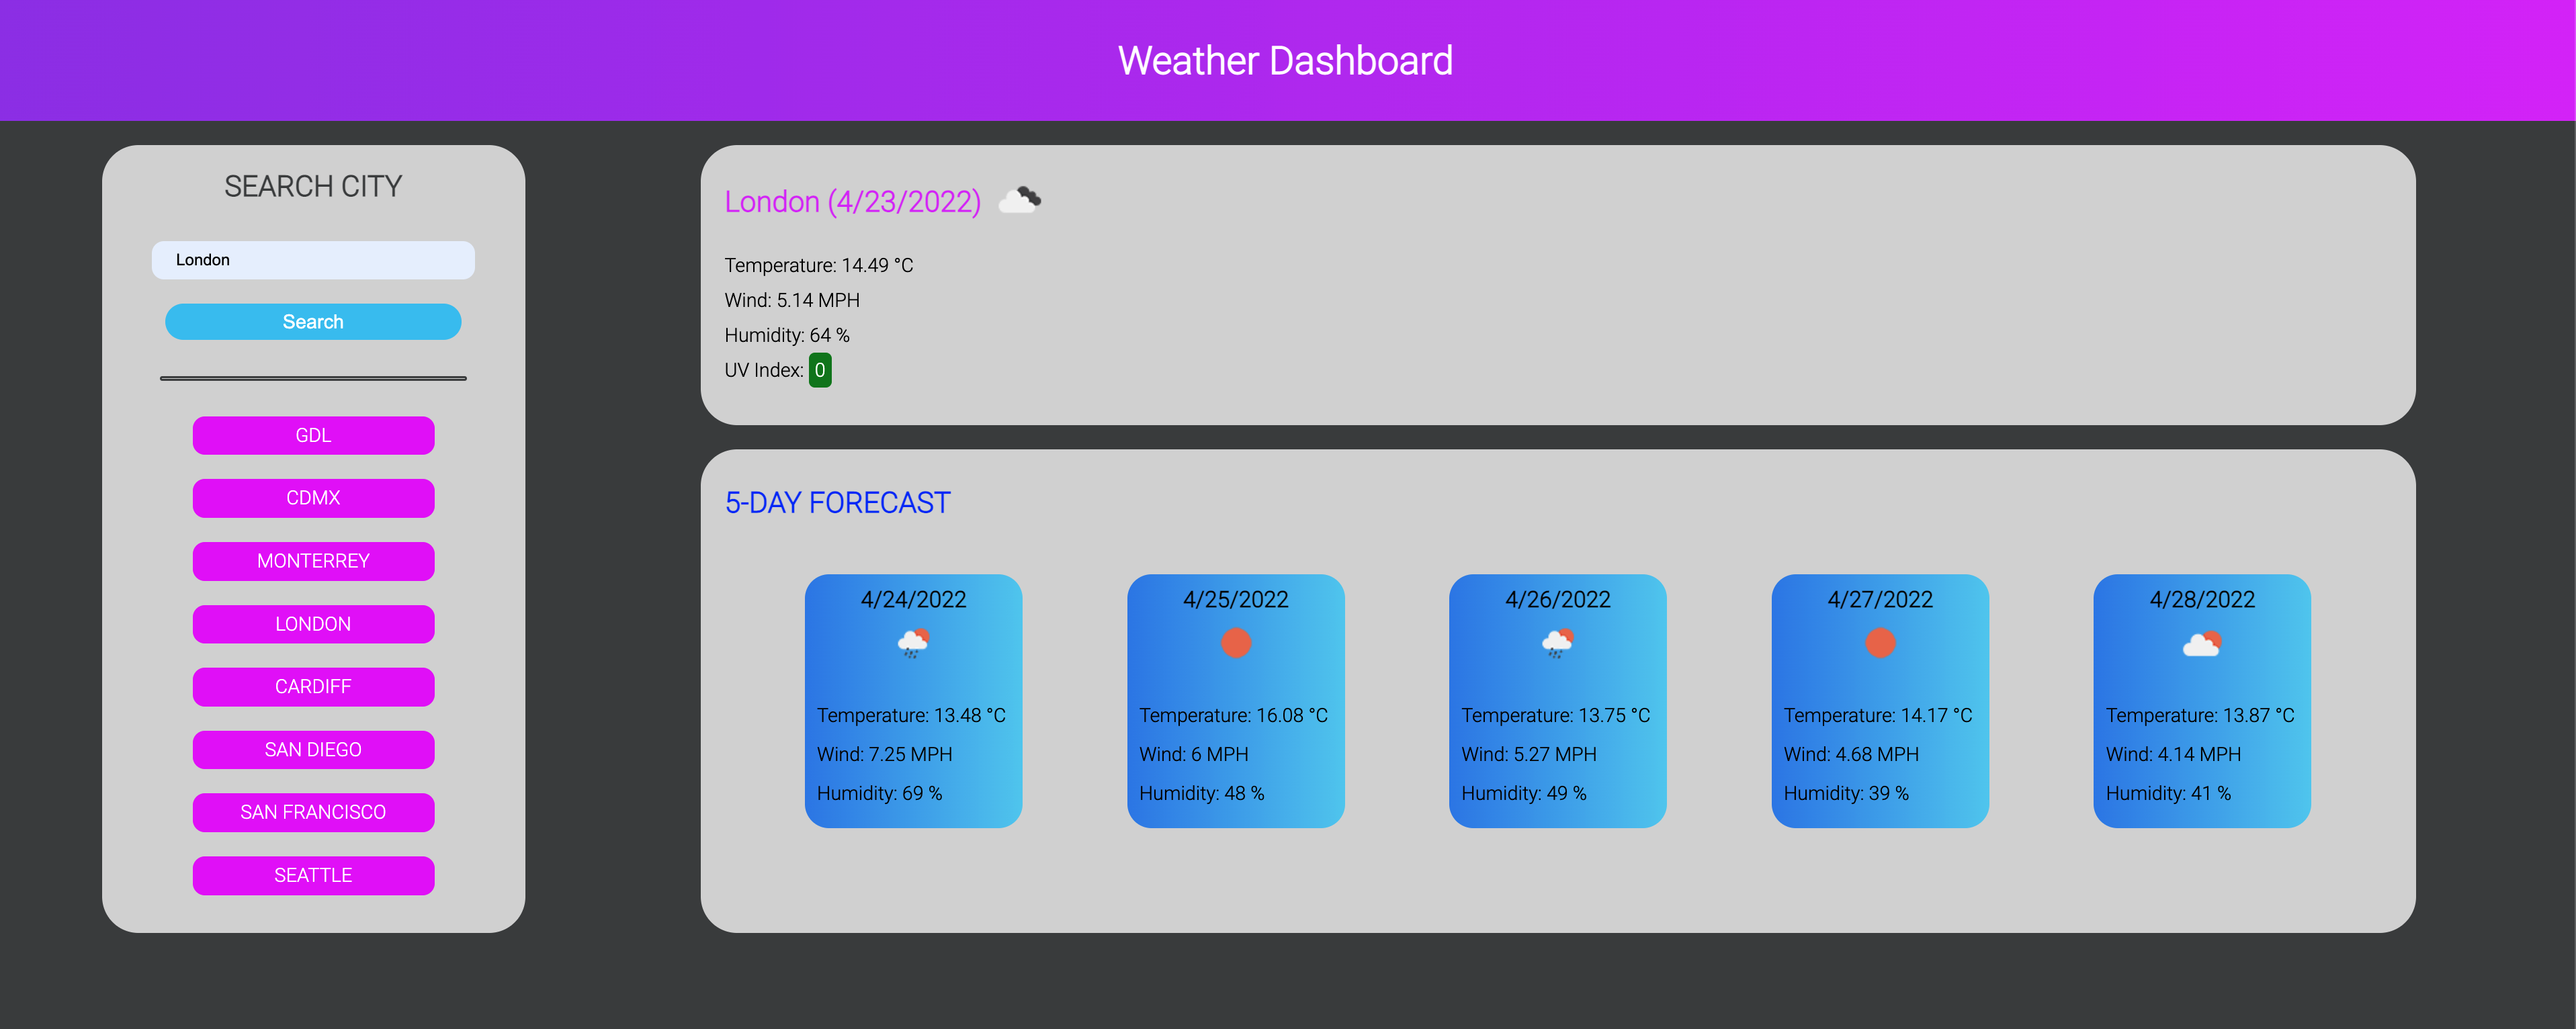 Weather Dashboard
SEARCH CITY
London
Search
GDL
CDMX
MONTERREY
LONDON
CARDIFF
SAN DIEGO
SAN FRANCISCO
SEATTLE
London (4/23/2022)
Temperature: 14.49 °C
Wind: 5.14 MPH
Humidity: 64 %
UV Index: 0
5-DAY FORECAST
4/24/2022
Temperature: 13.48 °C
Wind: 7.25 MPH
Humidity: 69 %
4/25/2022
Temperature: 16.08 °C
Wind: 6 MPH
Humidity: 48 %
4/26/2022
Temperature: 13.75 °C
Wind: 5.27 MPH
Humidity: 49 %
4/27/2022
Temperature: 14.17 °C
Wind: 4.68 MPH
Humidity: 39 %
4/28/2022
Temperature: 13.87 °C
Wind: 4.14 MPH
Humidity: 41 %